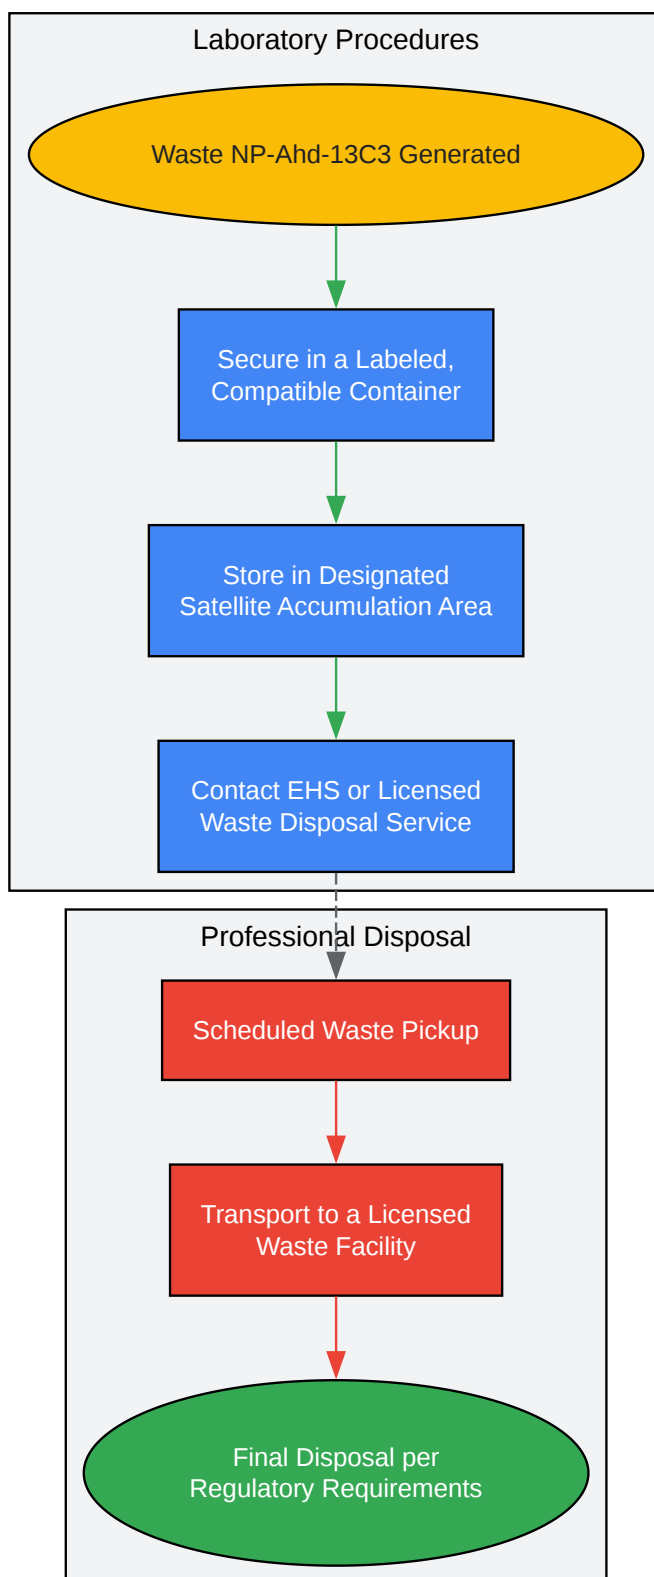 Laboratory Procedures
Waste NP-Ahd-13C3 Generated
Secure in a Labeled,
Compatible Container
Store in Designated
Satellite Accumulation Area
Contact EHS or Licensed
Waste Disposal Service
Professional Disposal
Scheduled Waste Pickup
Transport to a Licensed
Waste Facility
Final Disposal per
Regulatory Requirements